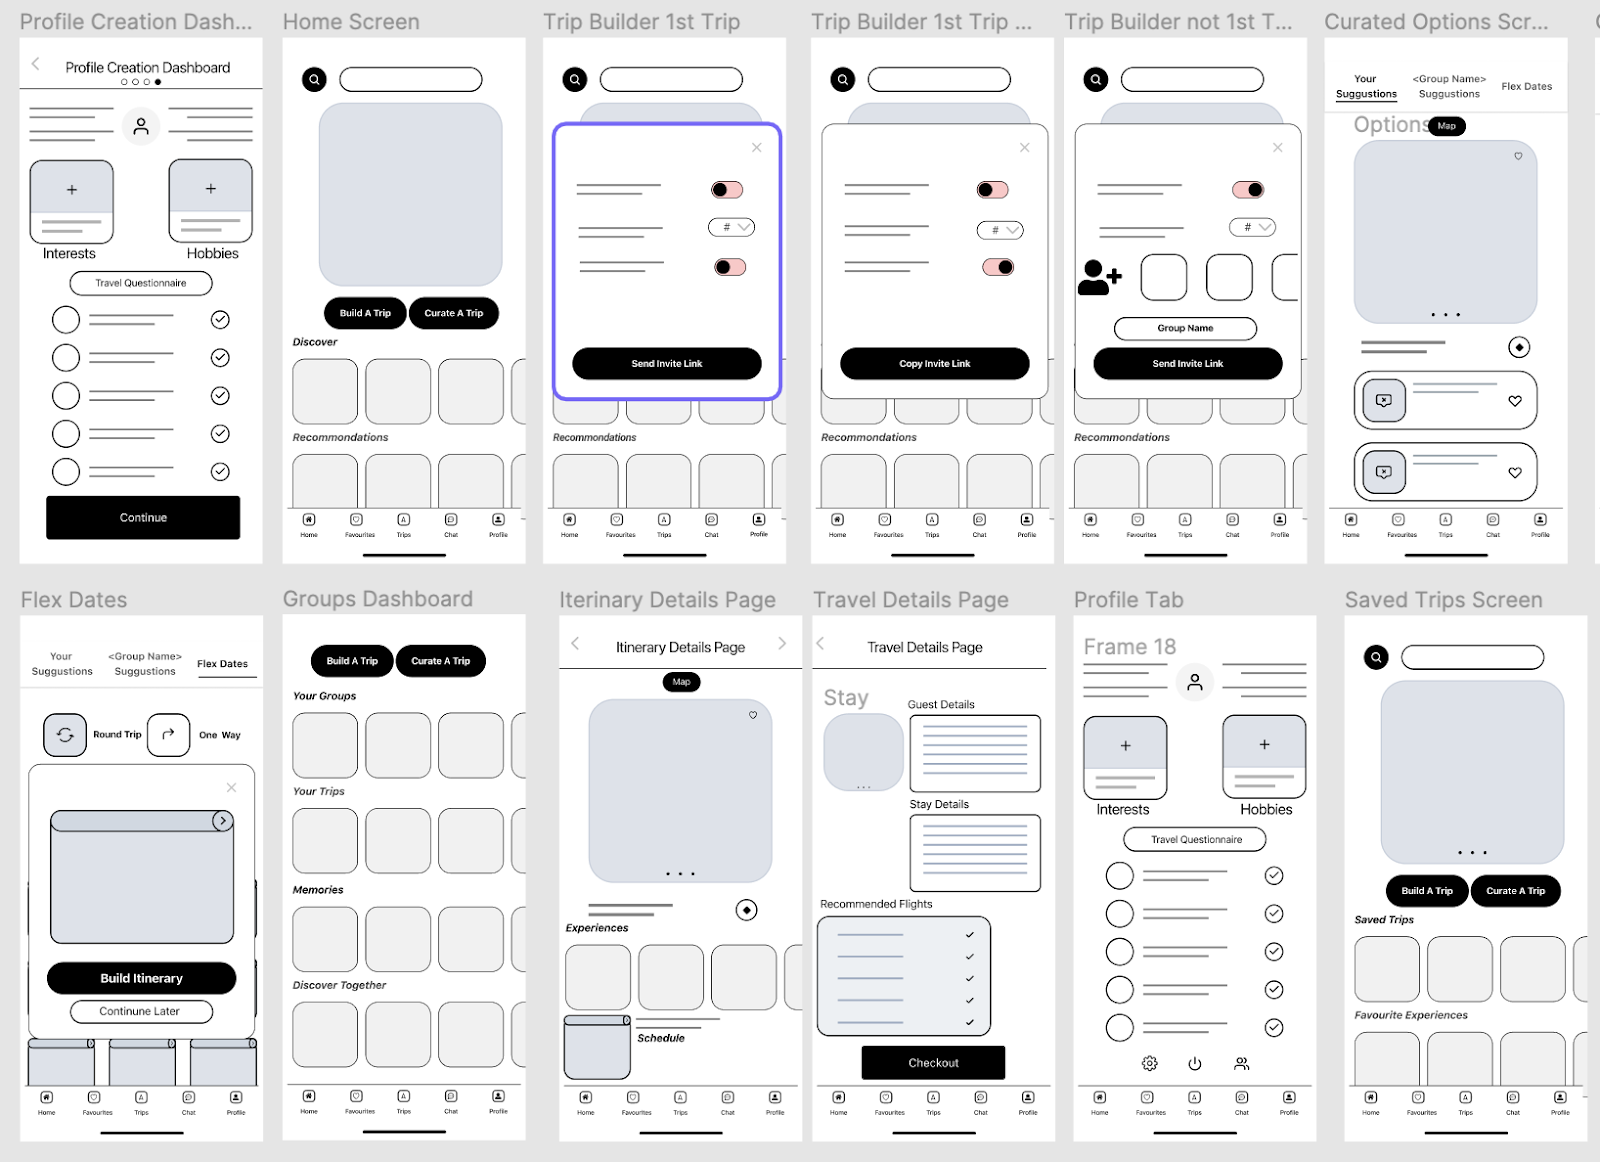 Profile Creation Dash...
Profile Creation Dashboard
+
+
Interests
Hobbies
Travel Questionnaire
Continue
Home Screen
Build A Trip
Curate A Trip
Discover
Recommondations
Home
Favourites
Trips
Chat
Profile
Trip Builder 1st Trip
#
Send Invite Link
Recommondations
Home
Favourites
Trips
Chat
Profile
Trip Builder 1st Trip ...
#
Copy Invite Link
Recommondations
Home
Favourites
Trips
Chat
Profile
Trip Builder not 1st T...
#
Group Name
Send Invite Link
Recommondations
Home
Favourites
Trips
Chat
Profile
Curated Options Scr...
Your
Suggustions
<Group Name>
Suggustions
Flex Dates
Options
Map
Home
Favourites
Trips
Chat
Profile
Flex Dates
Your
Suggustions
<Group Name>
Suggustions
Flex Dates
Round Trip
One Way
Build Itinerary
Continune Later
Home
Favourites
Trips
Chat
Profile
Groups Dashboard
Build A Trip
Curate A Trip
Your Groups
Your Trips
Memories
Discover Together
Home
Favourites
Trips
Chat
Profile
Iterinary Details Page
Itinerary Details Page
Map
Experiences
Schedule
Home
Favourites
Trips
Chat
Profile
Travel Details Page
Travel Details Page
Stay
Guest Details
Stay Details
Recommended Flights
Checkout
Home
Favourites
Trips
Chat
Profile
Profile Tab
Frame 18
+
+
Interests
Hobbies
Travel Questionnaire
Home
Favourites
Trips
Chat
Profile
Saved Trips Screen
Build A Trip
Curate A Trip
Saved Trips
Favourite Experiences
Home
Favourites
Trips
Chat
Profile